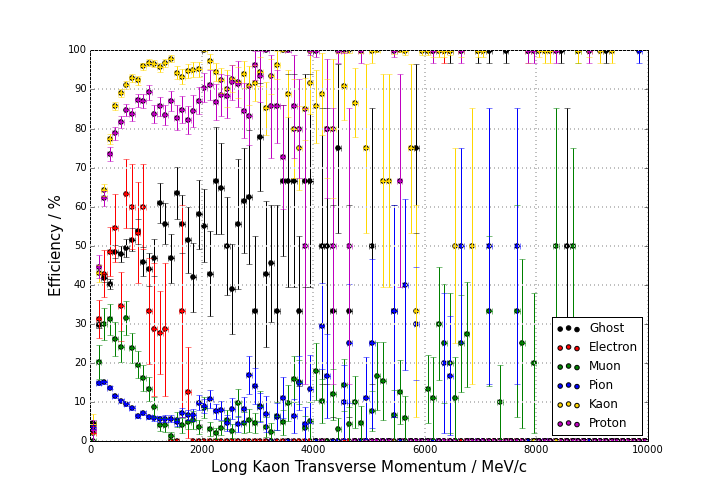 100
90
80
70
60
50
40
30
20
10
0
Efficiency / %
0 2000 4000 6000 8000 10000
Long Kaon Transverse Momentum / MeV/c
Ghost
Electron
Muon
Pion
Kaon
Proton